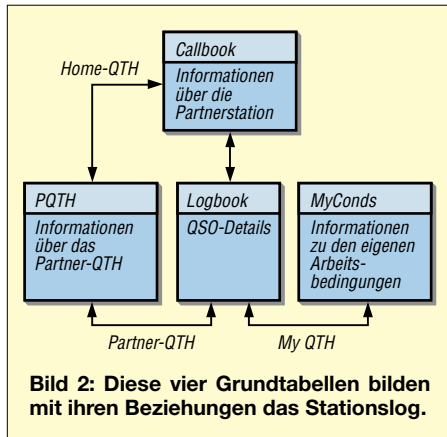 Callbook
Home-QTH
Informationen
über die
Partnerstation
PQTH
Informationen
über das
Partner-QTH
Logbook
QSO-Details
MyConds
Informationen
zu den eigenen
Arbeits-
bedingungen
Partner-QTH
My QTH
Bild 2: Diese vier Grundtabellen bilden
mit ihren Beziehungen das Stationslog.